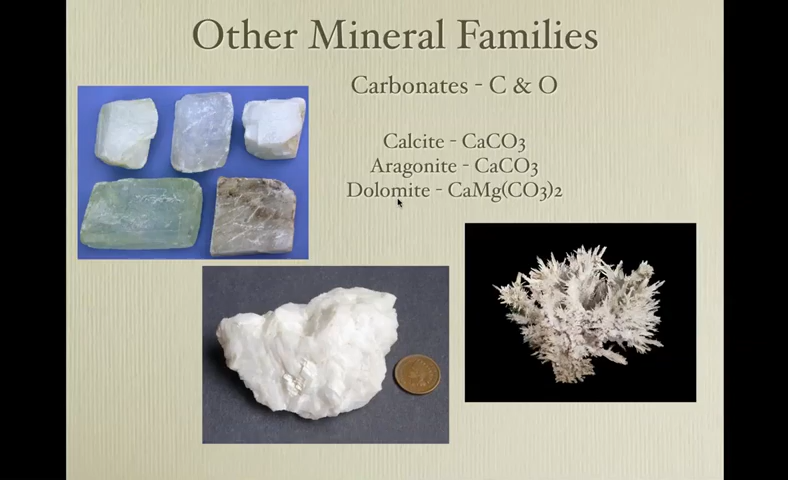 Other Mineral Families
Carbonates - C & O
Calcite - CaCO3
Aragonite - CaCO3
Dolomite - CaMg(CO3)2